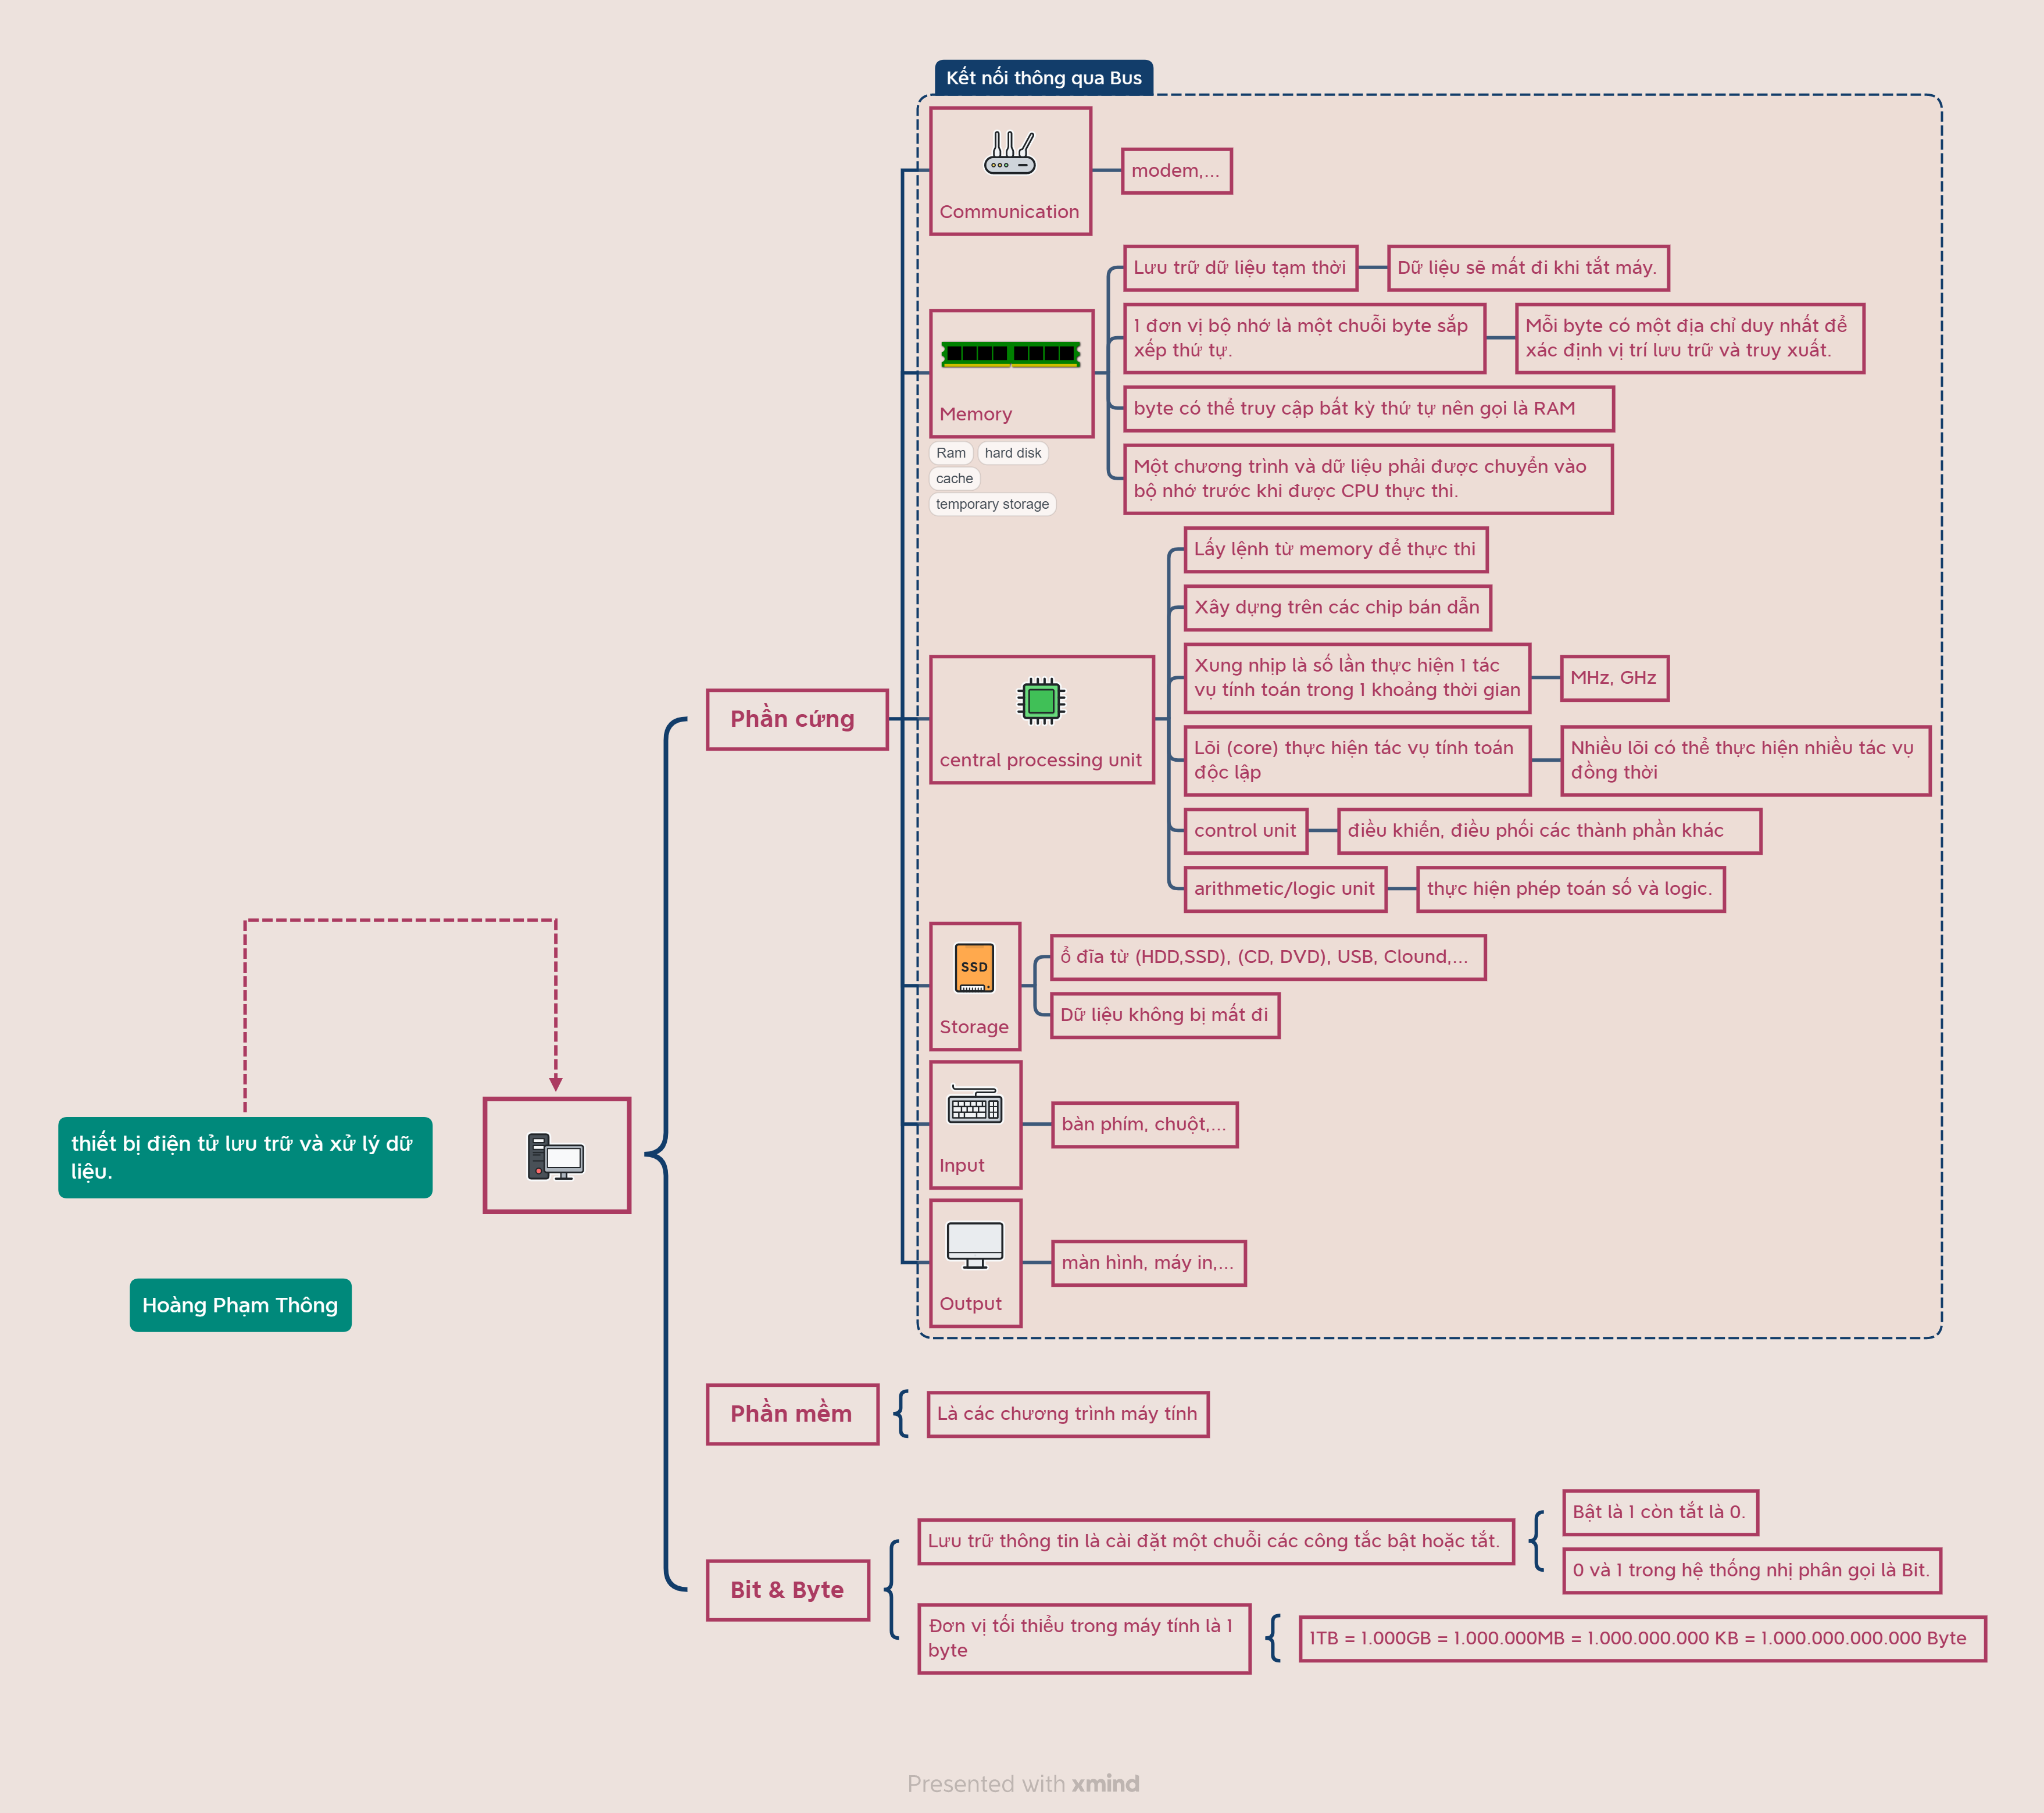 Kết nối thông qua Bus
Communication
modem,...
Memory
Ram
hard disk
cache
temporary storage
Lưu trữ dữ liệu tạm thời
Dữ liệu sẽ mất đi khi tắt máy.
1 đơn vị bộ nhớ là một chuỗi byte sắp
xếp thứ tự.
Mỗi byte có một địa chỉ duy nhất để
xác định vị trí lưu trữ và truy xuất.
byte có thể truy cập bất kỳ thứ tự nên gọi là RAM
Một chương trình và dữ liệu phải được chuyển vào
bộ nhớ trước khi được CPU thực thi.
Phần cứng
central processing unit
Lấy lệnh từ memory để thực thi
Xây dựng trên các chip bán dẫn
Xung nhịp là số lần thực hiện 1 tác
vụ tính toán trong 1 khoảng thời gian
MHz, GHz
Lõi (core) thực hiện tác vụ tính toán
độc lập
Nhiều lõi có thể thực hiện nhiều tác vụ
đồng thời
control unit
điều khiển, điều phối các thành phần khác
arithmetic/logic unit
thực hiện phép toán số và logic.
SSD
Storage
ổ đĩa từ (HDD,SSD), (CD, DVD), USB, Clound,...
Dữ liệu không bị mất đi
Input
bàn phím, chuột,...
Output
màn hình, máy in,...
thiết bị điện tử lưu trữ và xử lý dữ
liệu.
Hoàng Phạm Thông
Phần mềm
Là các chương trình máy tính
Bit & Byte
Lưu trữ thông tin là cài đặt một chuỗi các công tắc bật hoặc tắt.
Bật là 1 còn tắt là 0.
0 và 1 trong hệ thống nhị phân gọi là Bit.
Đơn vị tối thiểu trong máy tính là 1
byte
1TB = 1.000GB = 1.000.000MB = 1.000.000.000 KB = 1.000.000.000.000 Byte
Presented with xmind